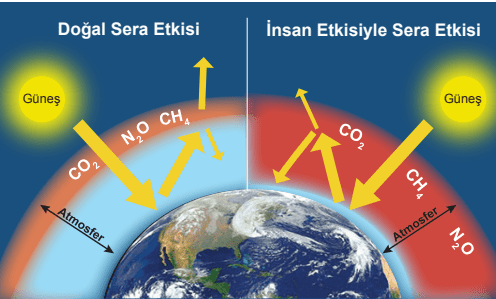 Doğal Sera Etkisi
İnsan Etkisiyle Sera Etkisi
Güneş
CO₂
N₂O
CH₄
Atmosfer
Güneş
CO₂
CH₄
N₂O
Atmosfer